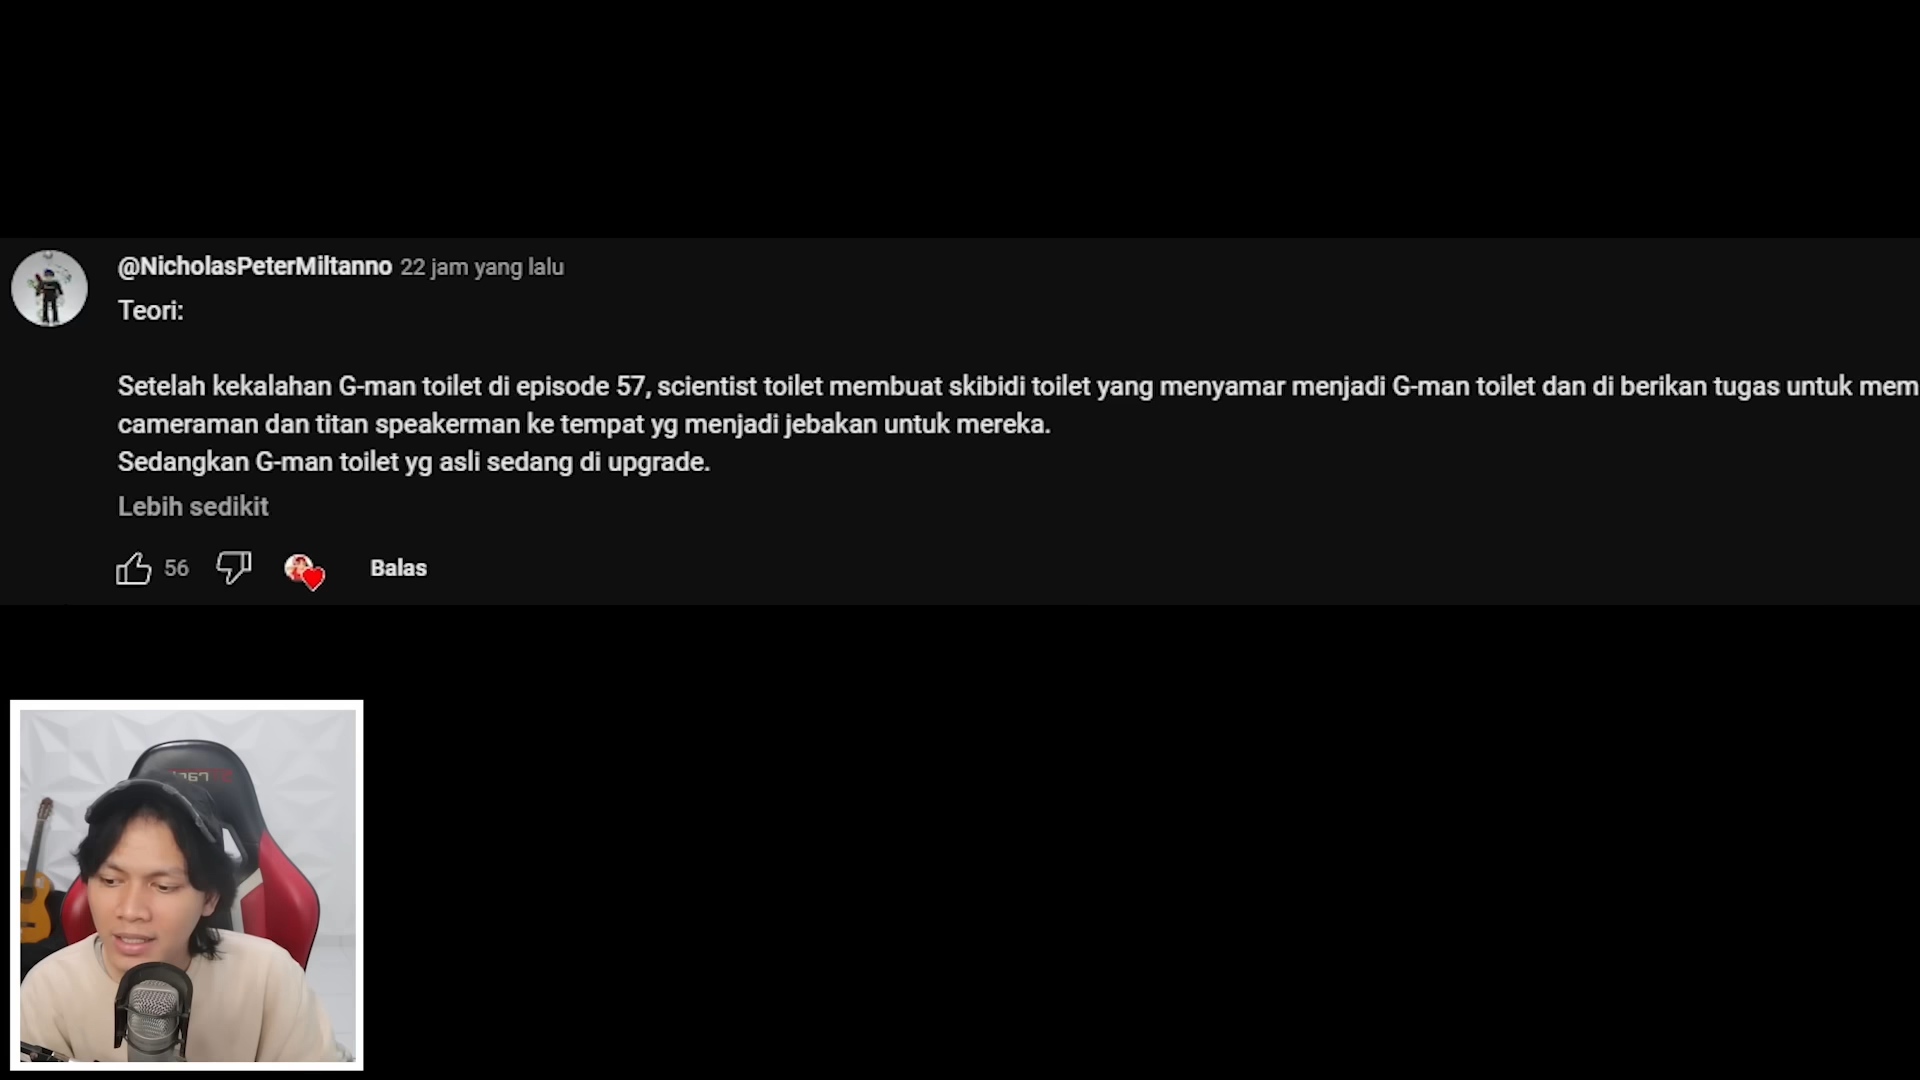 @NicholasPeterMiltanno 22 jam yang lalu
Teori:
Setelah kekalahan G-man toilet di episode 57, scientist toilet membuat skibidi toilet yang menyamar menjadi G-man toilet dan di berikan tugas untuk mem
cameraman dan titan speakerman ke tempat yg menjadi jebakan untuk mereka.
Sedangkan G-man toilet yg asli sedang di upgrade.
Lebih sedikit
56 Balas